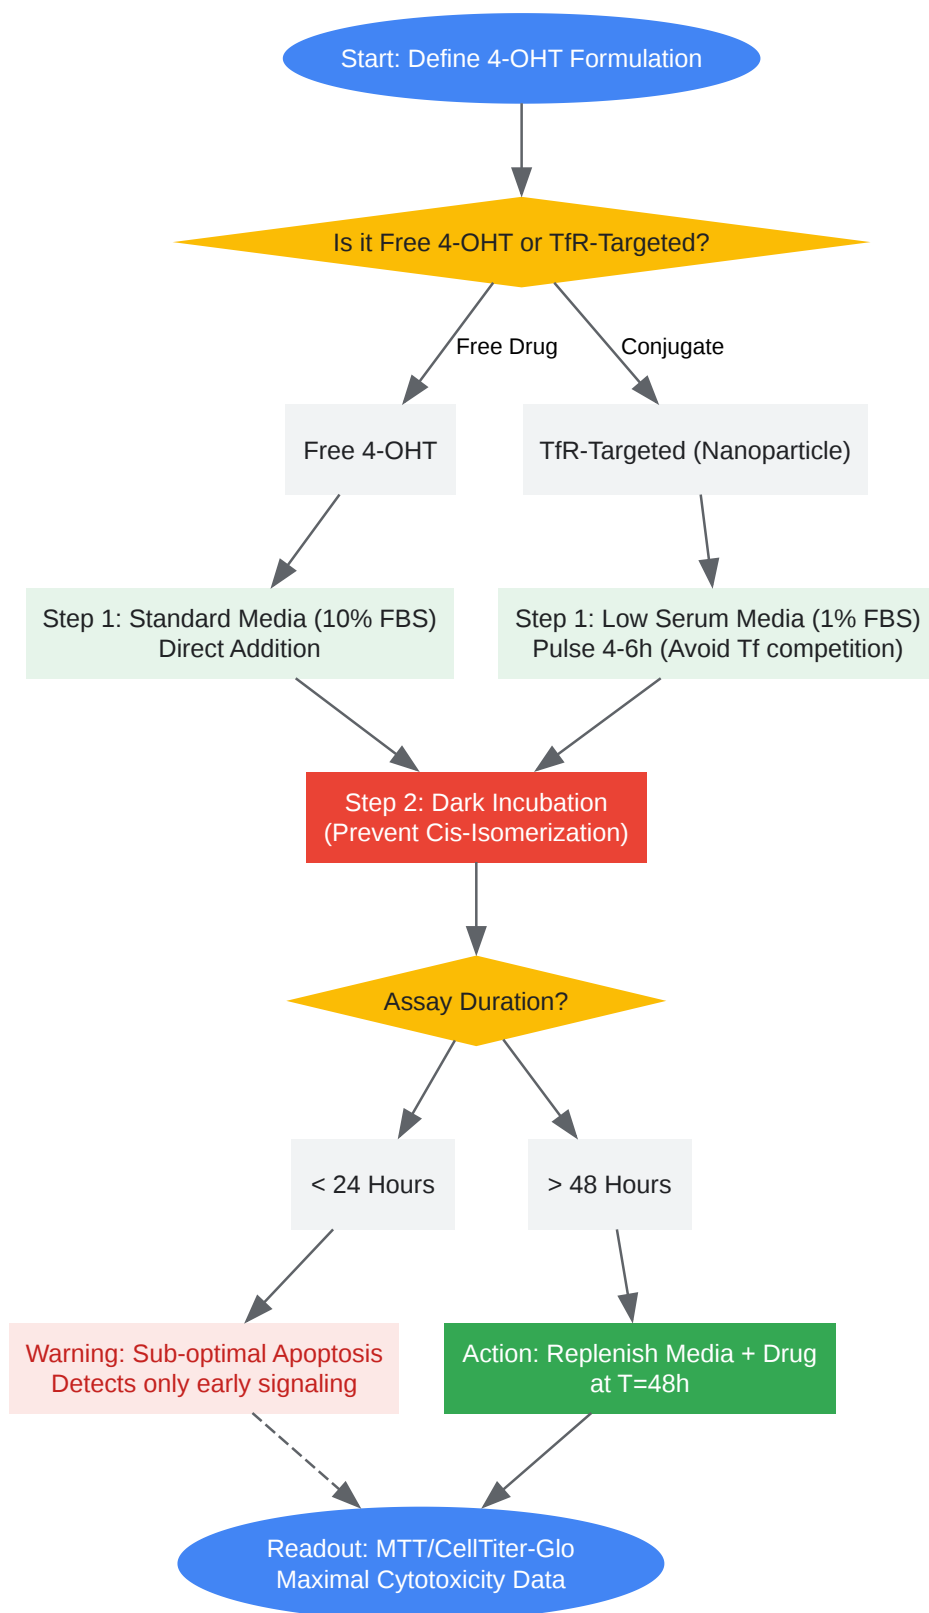 Start: Define 4-OHT Formulation
Is it Free 4-OHT or TfR-Targeted?
Free Drug
Conjugate
Free 4-OHT
TfR-Targeted (Nanoparticle)
Step 1: Standard Media (10% FBS)
Direct Addition
Step 1: Low Serum Media (1% FBS)
Pulse 4-6h (Avoid Tf competition)
Step 2: Dark Incubation
(Prevent Cis-Isomerization)
Assay Duration?
< 24 Hours
> 48 Hours
Warning: Sub-optimal Apoptosis
Detects only early signaling
Action: Replenish Media + Drug
at T=48h
Readout: MTT/CellTiter-Glo
Maximal Cytotoxicity Data